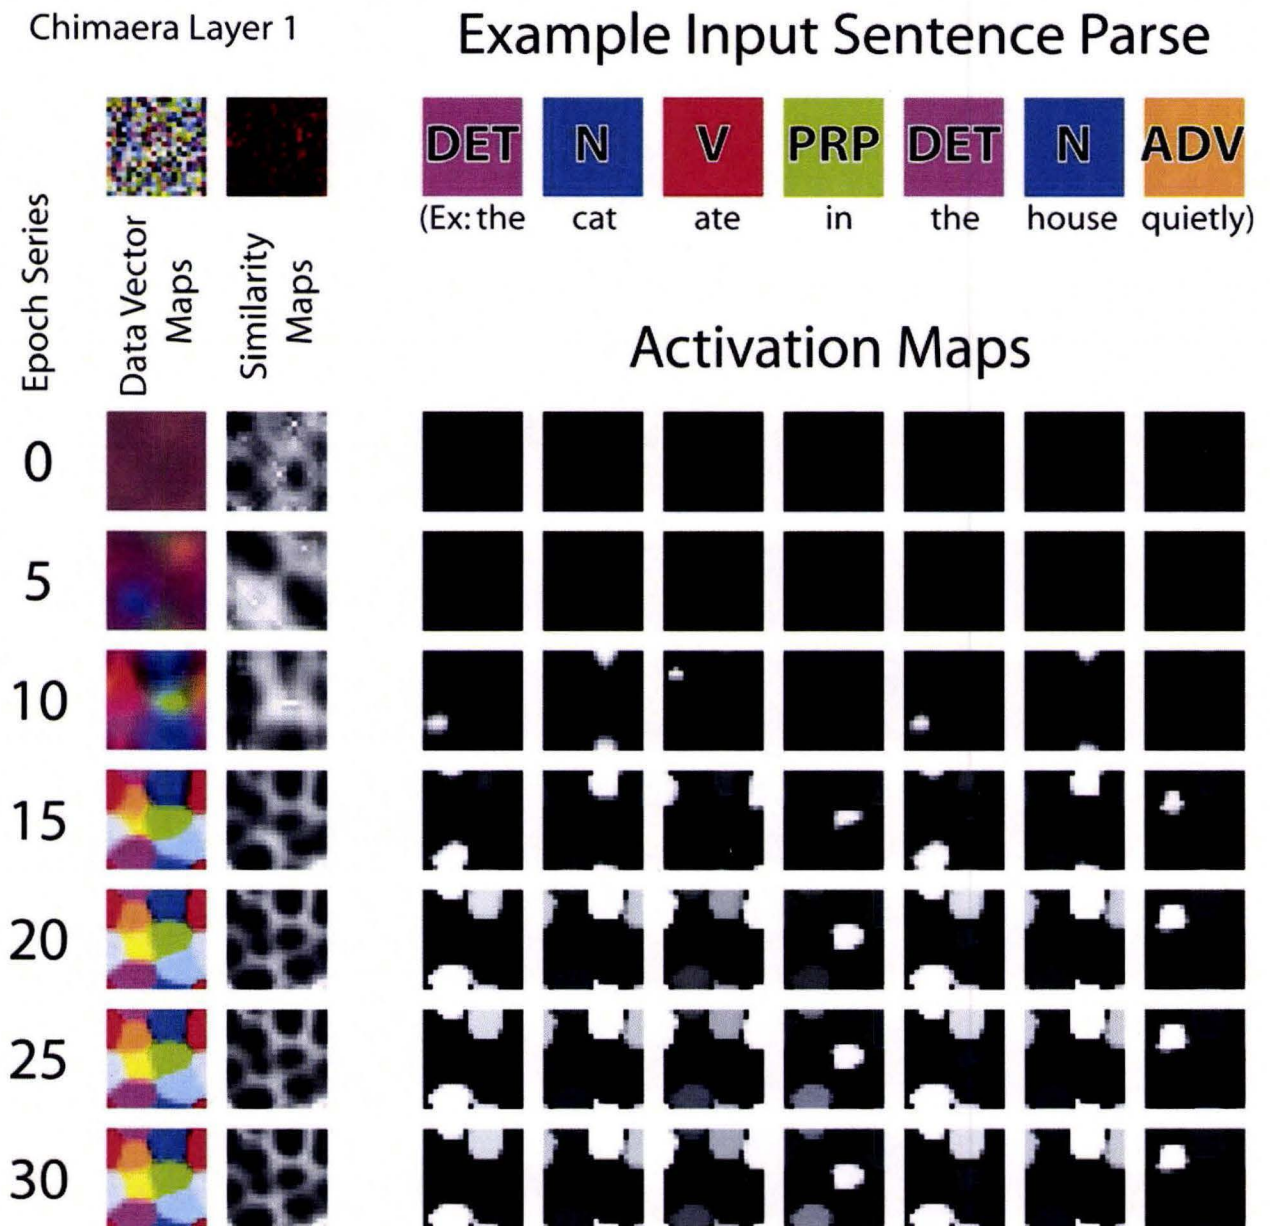 Chimaera Layer 1
Example Input Sentence Parse
DET N V PRP DET N ADV
(Ex: the cat ate in the house quietly)
Epoch Series
Data Vector
Maps
Similarity
Maps
Activation Maps
0
5
10
15
20
25
30